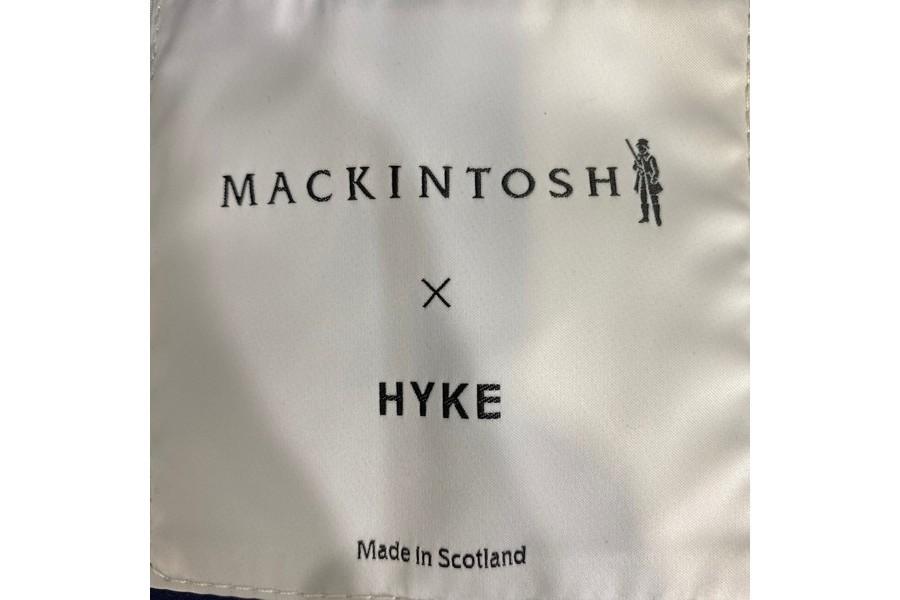 MACKINTOSH
×
HYKE
Made in Scotland